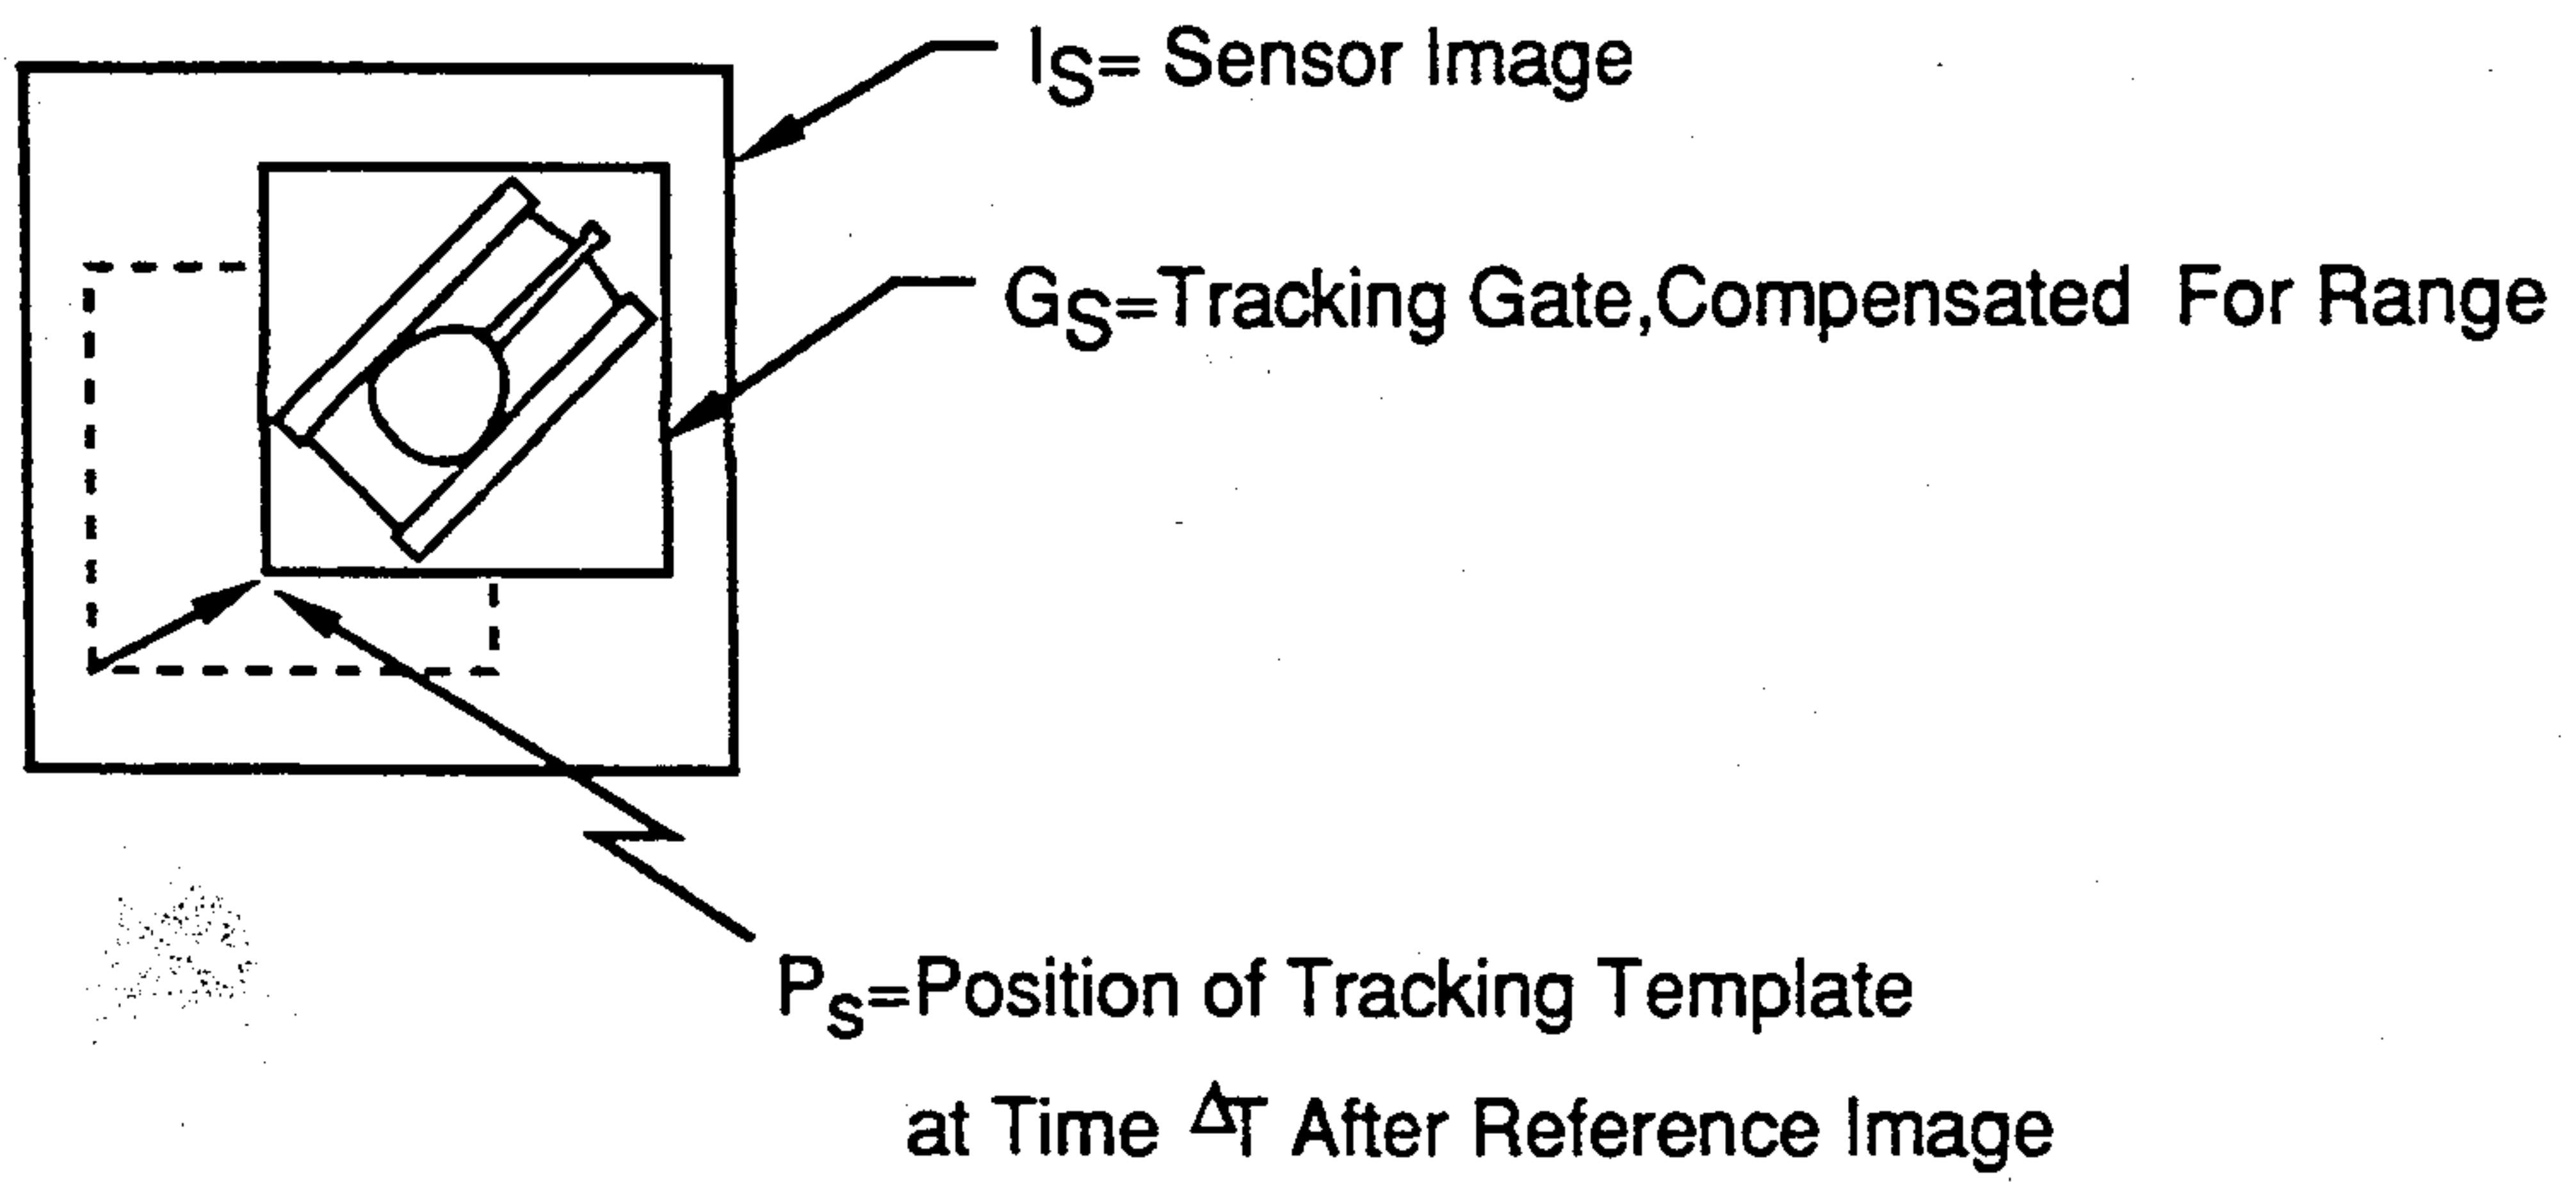 IS= Sensor Image
GS=Tracking Gate,Compensated For Range
Ps=Position of Tracking Template
at Time ΔT After Reference Image